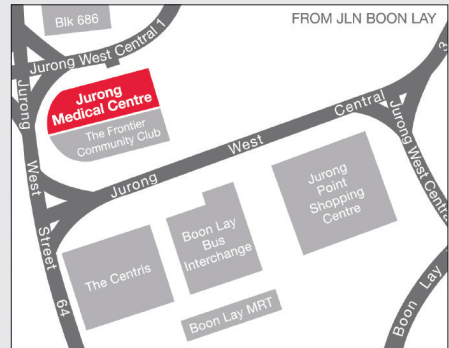 FROM JLN BOON LAY
Blk 686
Jurong West Central 1
Jurong
Medical Centre
The Frontier
Community Club
Jurong West Street 64
Jurong West Central 3
Jurong West Central
Jurong
Point
Shopping
Centre
Boon Lay
Bus
Interchange
The Centris
Boon Lay MRT
Boon Lay